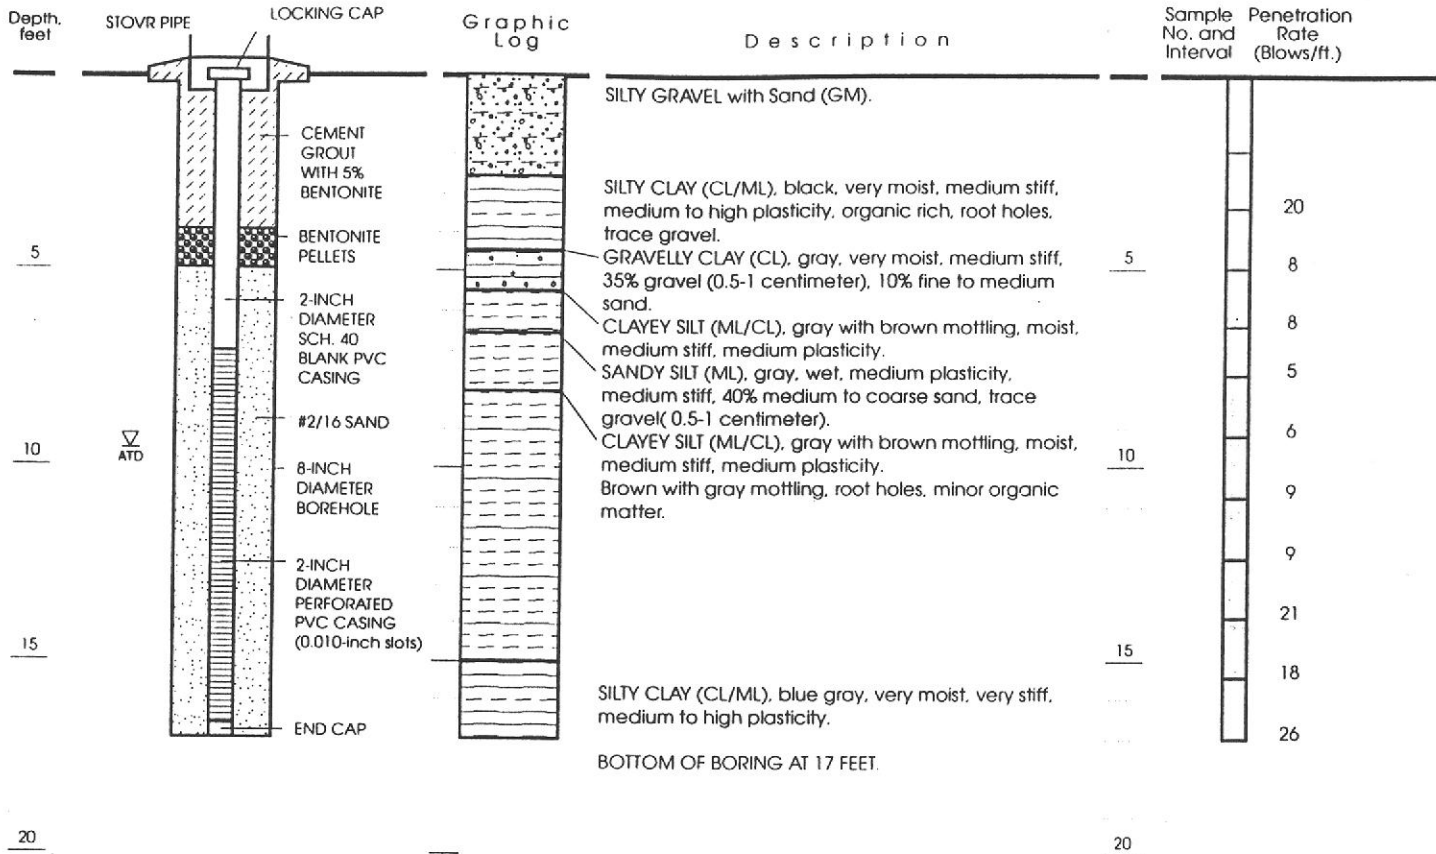 Depth,
feet
STOVR PIPE
LOCKING CAP
Graphic
Log
Description
Sample
No. and
Interval
Penetration
Rate
(Blows/ft.)
CEMENT
GROUT
WITH 5%
BENTONITE
BENTONITE
PELLETS
2-INCH
DIAMETER
SCH. 40
BLANK PVC
CASING
#2/16 SAND
8-INCH
DIAMETER
BOREHOLE
2-INCH
DIAMETER
PERFORATED
PVC CASING
(0.010-inch slots)
END CAP
5
10
15
20
ATD
SILTY GRAVEL with Sand (GM).
SILTY CLAY (CL/ML), black, very moist, medium stiff,
medium to high plasticity, organic rich, root holes,
trace gravel.
GRAVELLY CLAY (CL), gray, very moist, medium stiff,
35% gravel (0.5-1 centimeter), 10% fine to medium
sand.
CLAYEY SILT (ML/CL), gray with brown mottling, moist,
medium stiff, medium plasticity.
SANDY SILT (ML), gray, wet, medium plasticity,
medium stiff, 40% medium to coarse sand, trace
gravel( 0.5-1 centimeter).
CLAYEY SILT (ML/CL), gray with brown mottling, moist,
medium stiff, medium plasticity.
Brown with gray mottling, root holes, minor organic
matter.
SILTY CLAY (CL/ML), blue gray, very moist, very stiff,
medium to high plasticity.
BOTTOM OF BORING AT 17 FEET.
5
10
15
20
20
8
8
5
6
9
9
21
18
26